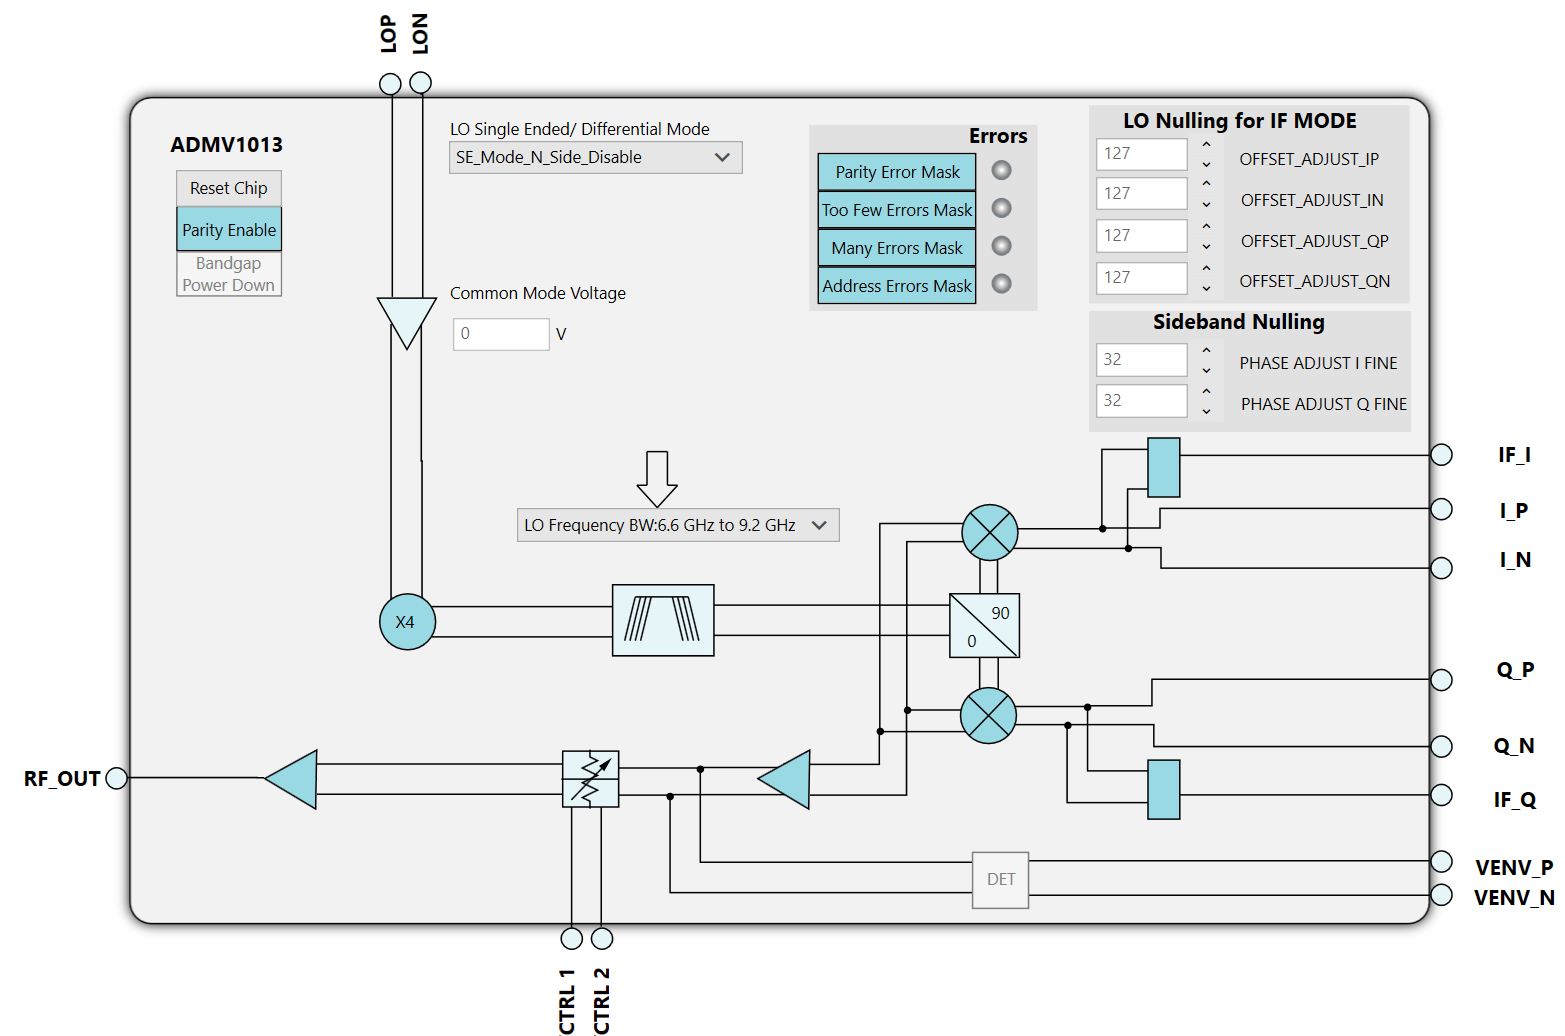 LOP
LON
ADMV1013
Reset Chip
Parity Enable
Bandgap
Power Down
LO Single Ended/ Differential Mode
SE_Mode_N_Side_Disable
Common Mode Voltage
0
V
Errors
Parity Error Mask
Too Few Errors Mask
Many Errors Mask
Address Errors Mask
LO Nulling for IF MODE
127
OFFSET_ADJUST_IP
127
OFFSET_ADJUST_IN
127
OFFSET_ADJUST_QP
127
OFFSET_ADJUST_QN
Sideband Nulling
32
PHASE ADJUST I FINE
32
PHASE ADJUST Q FINE
LO Frequency BW:6.6 GHz to 9.2 GHz
X4
90
0
IF_I
I_P
I_N
Q_P
Q_N
IF_Q
VENV_P
VENV_N
DET
RF_OUT
CTRL 1
CTRL 2